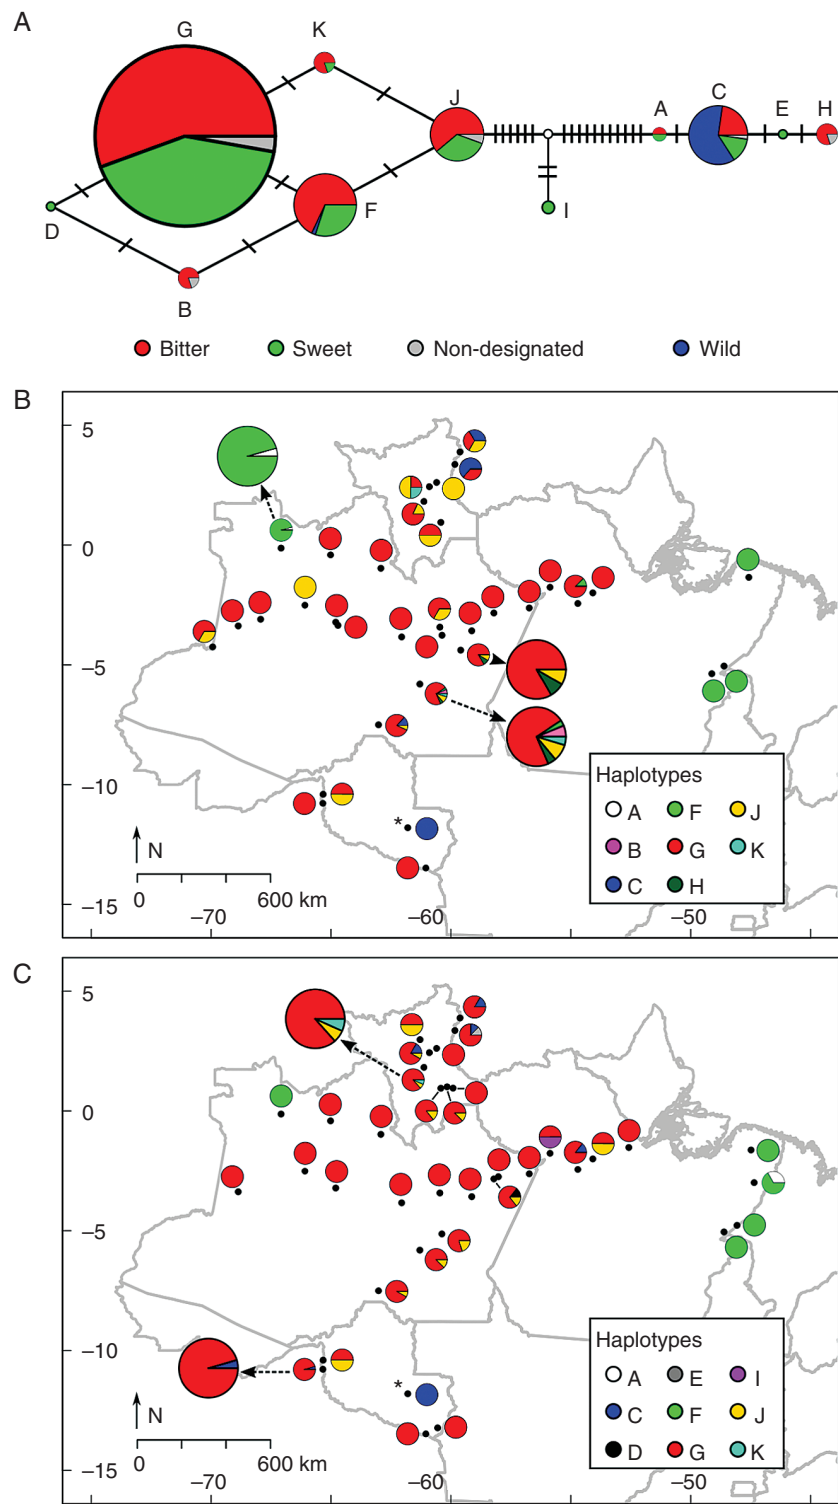 A
G
K
J
C
A
E
H
F
I
D
B
Bitter
Sweet
Non-designated
Wild
B
5
0
−5
−10
−15
−70
−60
−50
*
N
0
600 km
Haplotypes
A
F
J
B
G
K
C
H
C
5
0
−5
−10
−15
−70
−60
−50
*
N
0
600 km
Haplotypes
A
E
I
C
F
J
D
G
K